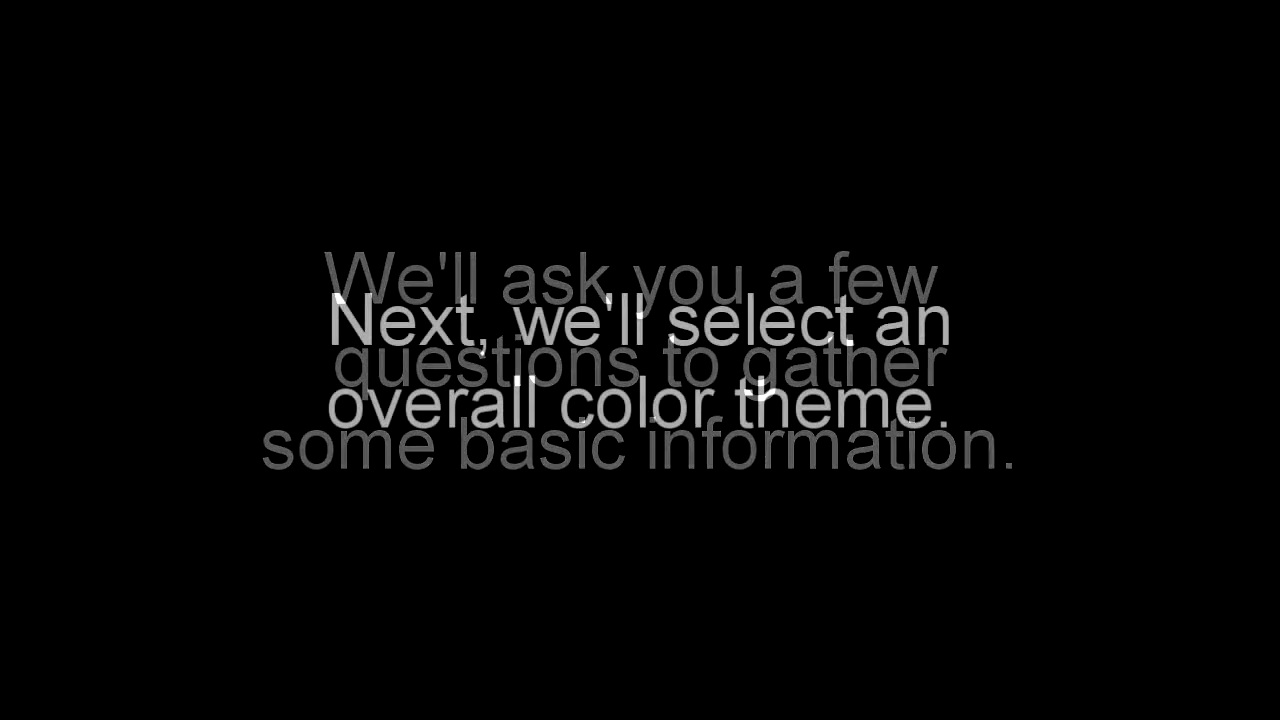 We'll ask you a few
Next, we'll select an
questions to gather
overall color theme.
some basic information.